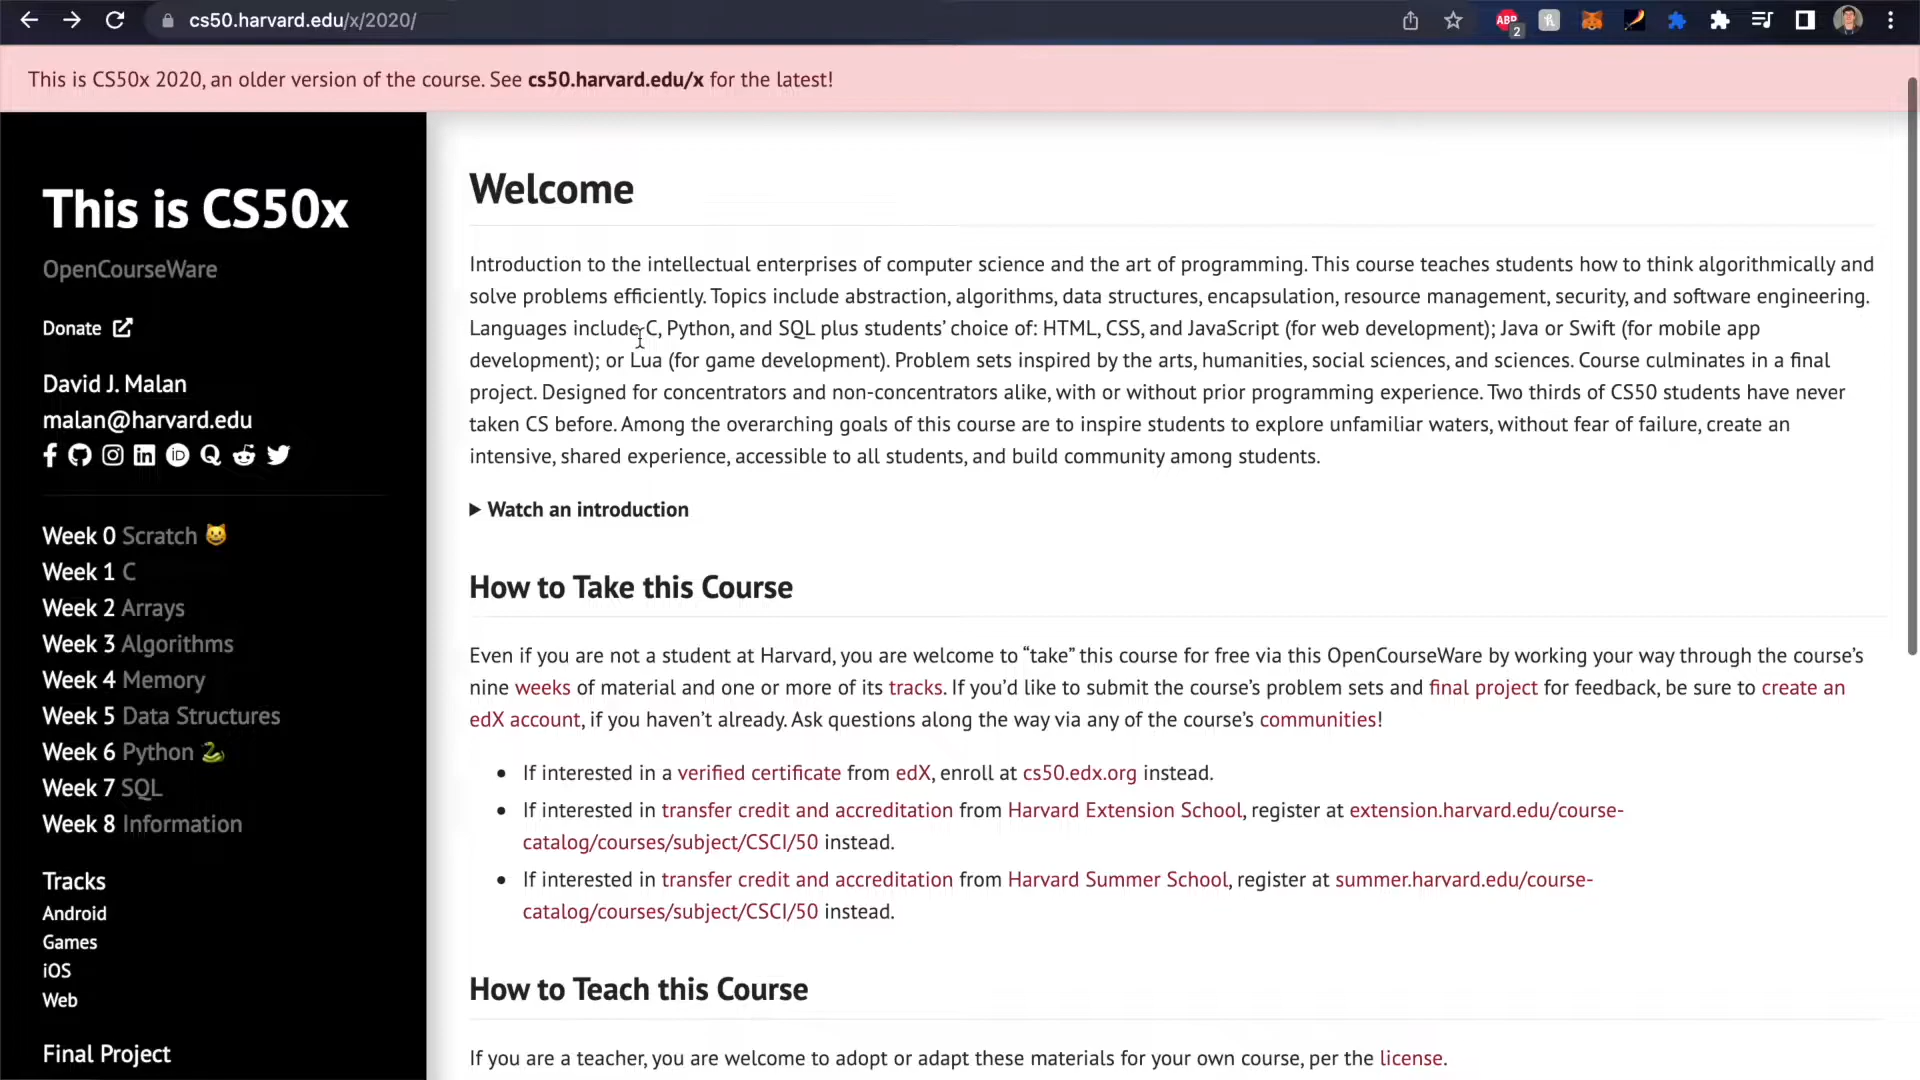 cs50.harvard.edu/x/2020/
ABP
2
This is CS50x 2020, an older version of the course. See cs50.harvard.edu/x for the latest!
This is CS50x
OpenCourseWare
Donate
David J. Malan
malan@harvard.edu
Week 0 Scratch 😺
Week 1 C
Week 2 Arrays
Week 3 Algorithms
Week 4 Memory
Week 5 Data Structures
Week 6 Python 🐍
Week 7 SQL
Week 8 Information
Tracks
Android
Games
iOS
Web
Final Project
Welcome
Introduction to the intellectual enterprises of computer science and the art of programming. This course teaches students how to think algorithmically and
solve problems efficiently. Topics include abstraction, algorithms, data structures, encapsulation, resource management, security, and software engineering.
Languages include C, Python, and SQL plus students’ choice of: HTML, CSS, and JavaScript (for web development); Java or Swift (for mobile app
development); or Lua (for game development). Problem sets inspired by the arts, humanities, social sciences, and sciences. Course culminates in a final
project. Designed for concentrators and non-concentrators alike, with or without prior programming experience. Two thirds of CS50 students have never
taken CS before. Among the overarching goals of this course are to inspire students to explore unfamiliar waters, without fear of failure, create an
intensive, shared experience, accessible to all students, and build community among students.
Watch an introduction
How to Take this Course
Even if you are not a student at Harvard, you are welcome to “take” this course for free via this OpenCourseWare by working your way through the course’s
nine weeks of material and one or more of its tracks. If you’d like to submit the course’s problem sets and final project for feedback, be sure to create an
edX account, if you haven’t already. Ask questions along the way via any of the course’s communities!
• If interested in a verified certificate from edX, enroll at cs50.edx.org instead.
• If interested in transfer credit and accreditation from Harvard Extension School, register at extension.harvard.edu/course-
catalog/courses/subject/CSCI/50 instead.
• If interested in transfer credit and accreditation from Harvard Summer School, register at summer.harvard.edu/course-
catalog/courses/subject/CSCI/50 instead.
How to Teach this Course
If you are a teacher, you are welcome to adopt or adapt these materials for your own course, per the license.